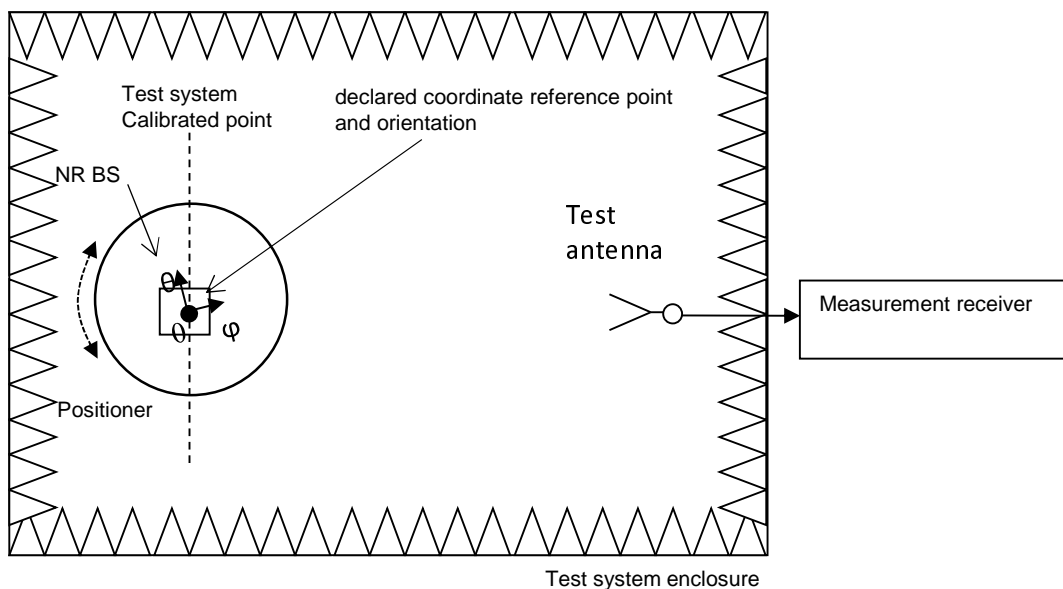 Test system
Calibrated point
declared coordinate reference point
and orientation
NR BS
Test
antenna
θ
0
φ
Measurement receiver
Positioner
Test system enclosure